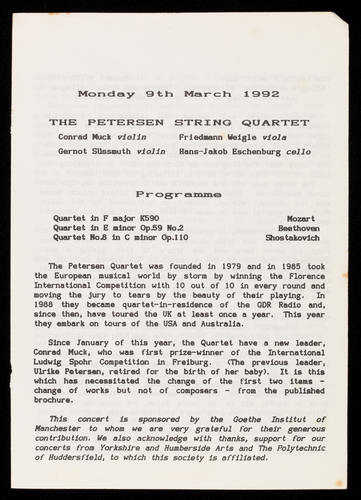 Monday 9th March 1992
THE PETERSEN STRING QUARTET
Conrad Muck violin Friedmann Weigle viola
Gernot Süssmuth violin Hans-Jakob Eschenburg cello
Programme
Quartet in F major K590 Mozart
Quartet in E minor Op.59 No.2 Beethoven
Quartet No.8 in C minor Op.110 Shostakovich
The Petersen Quartet was founded in 1979 and in 1985 took
the European musical world by storm by winning the Florence
International Competition with 10 out of 10 in every round and
moving the jury to tears by the beauty of their playing. In
1988 they became quartet-in-residence of the GDR Radio and,
since then, have toured the UK at least once a year. This year
they embark on tours of the USA and Australia.
Since January of this year, the Quartet have a new leader,
Conrad Muck, who was first prize-winner of the International
Ludwig Spohr Competition in Freiburg. (The previous leader,
Ulrike Petersen, retired for the birth of her baby). It is this
which has necessitated the change of the first two items -
change of works but not of composers - from the published
brochure.
This concert is sponsored by the Goethe Institut of
Manchester to whom we are very grateful for their generous
contribution. We also acknowledge with thanks, support for our
concerts from Yorkshire and Humberside Arts and The Polytechnic
of Huddersfield, to which this society is affiliated.